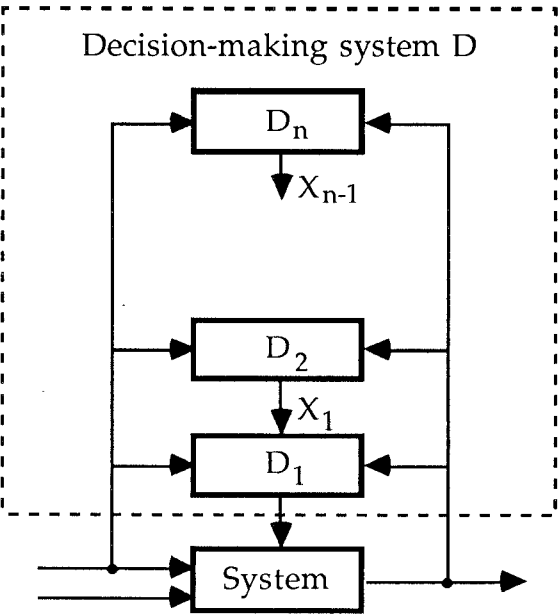 Decision-making system D
Dn
Xn-1
D2
X1
D1
System